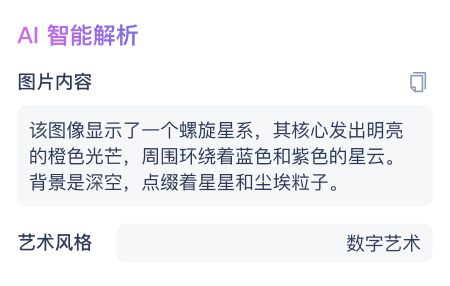 AI 智能解析
图片内容
该图像显示了一个螺旋星系，其核心发出明亮
的橙色光芒，周围环绕着蓝色和紫色的星云。
背景是深空，点缀着星星和尘埃粒子。
艺术风格 数字艺术